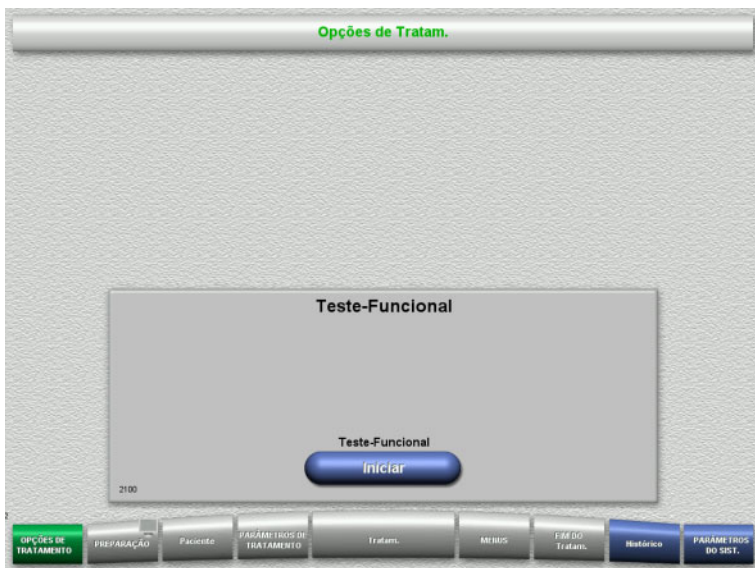 Opções de Tratam.
Teste-Funcional
Teste-Funcional
Iniciar
2100
OPÇÕES DE
TRATAMENTO
PREPARAÇÃO
Paciente
PARÂMETROS DE
TRATAMENTO
Tratam.
MENUS
FIM DO
Tratam.
Histórico
PARÂMETROS
DO SIST.